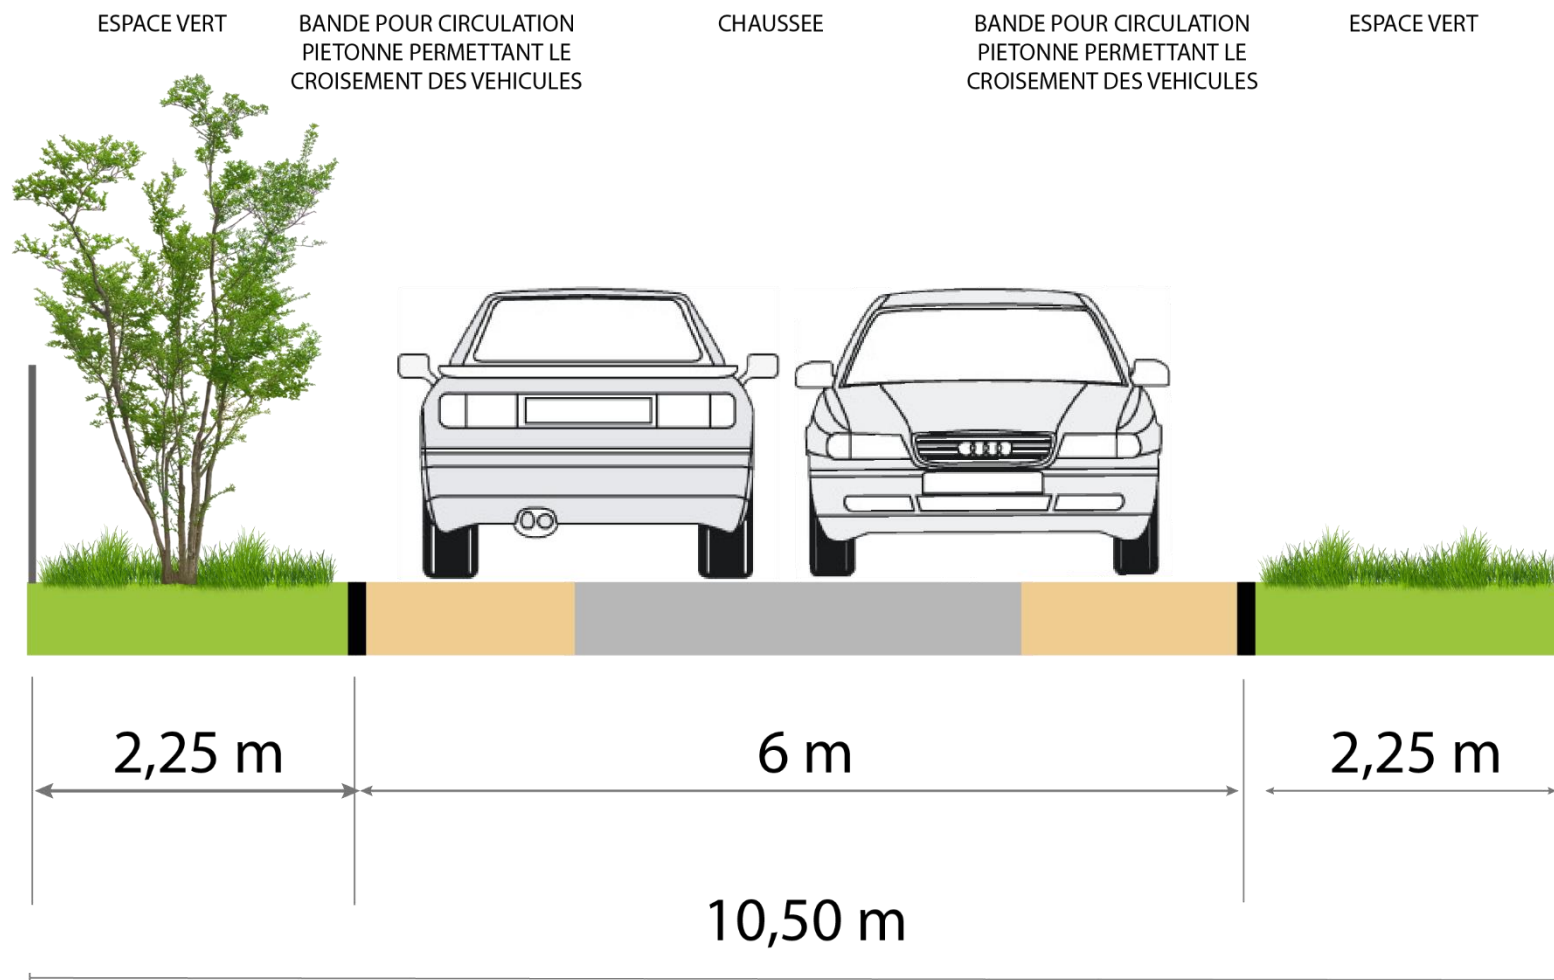 ESPACE VERT
BANDE POUR CIRCULATION
PIETONNE PERMETTANT LE
CROISEMENT DES VEHICULES
CHAUSSEE
BANDE POUR CIRCULATION
PIETONNE PERMETTANT LE
CROISEMENT DES VEHICULES
ESPACE VERT
2,25 m
6 m
2,25 m
10,50 m